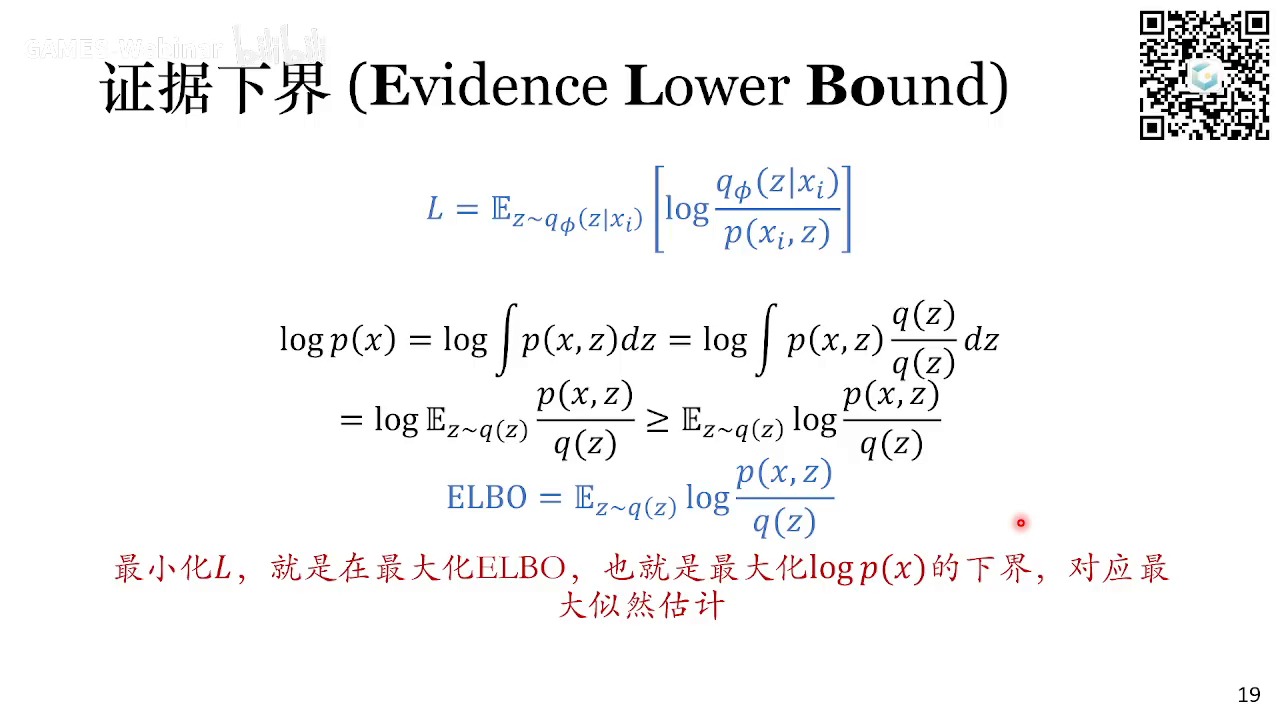 GAMES-Webinar
证据下界 (Evidence Lower Bound)
L = 𝔼_{z~q_ϕ(z|x_i)} [log q_ϕ(z|x_i) / p(x_i, z)]
log p(x) = log ∫ p(x, z)dz = log ∫ p(x, z) q(z)/q(z) dz
= log 𝔼_{z~q(z)} p(x, z)/q(z) ≥ 𝔼_{z~q(z)} log p(x, z)/q(z)
ELBO = 𝔼_{z~q(z)} log p(x, z)/q(z)
最小化L，就是在最大化ELBO，也就是最大化log p(x)的下界，对应最
大似然估计
19